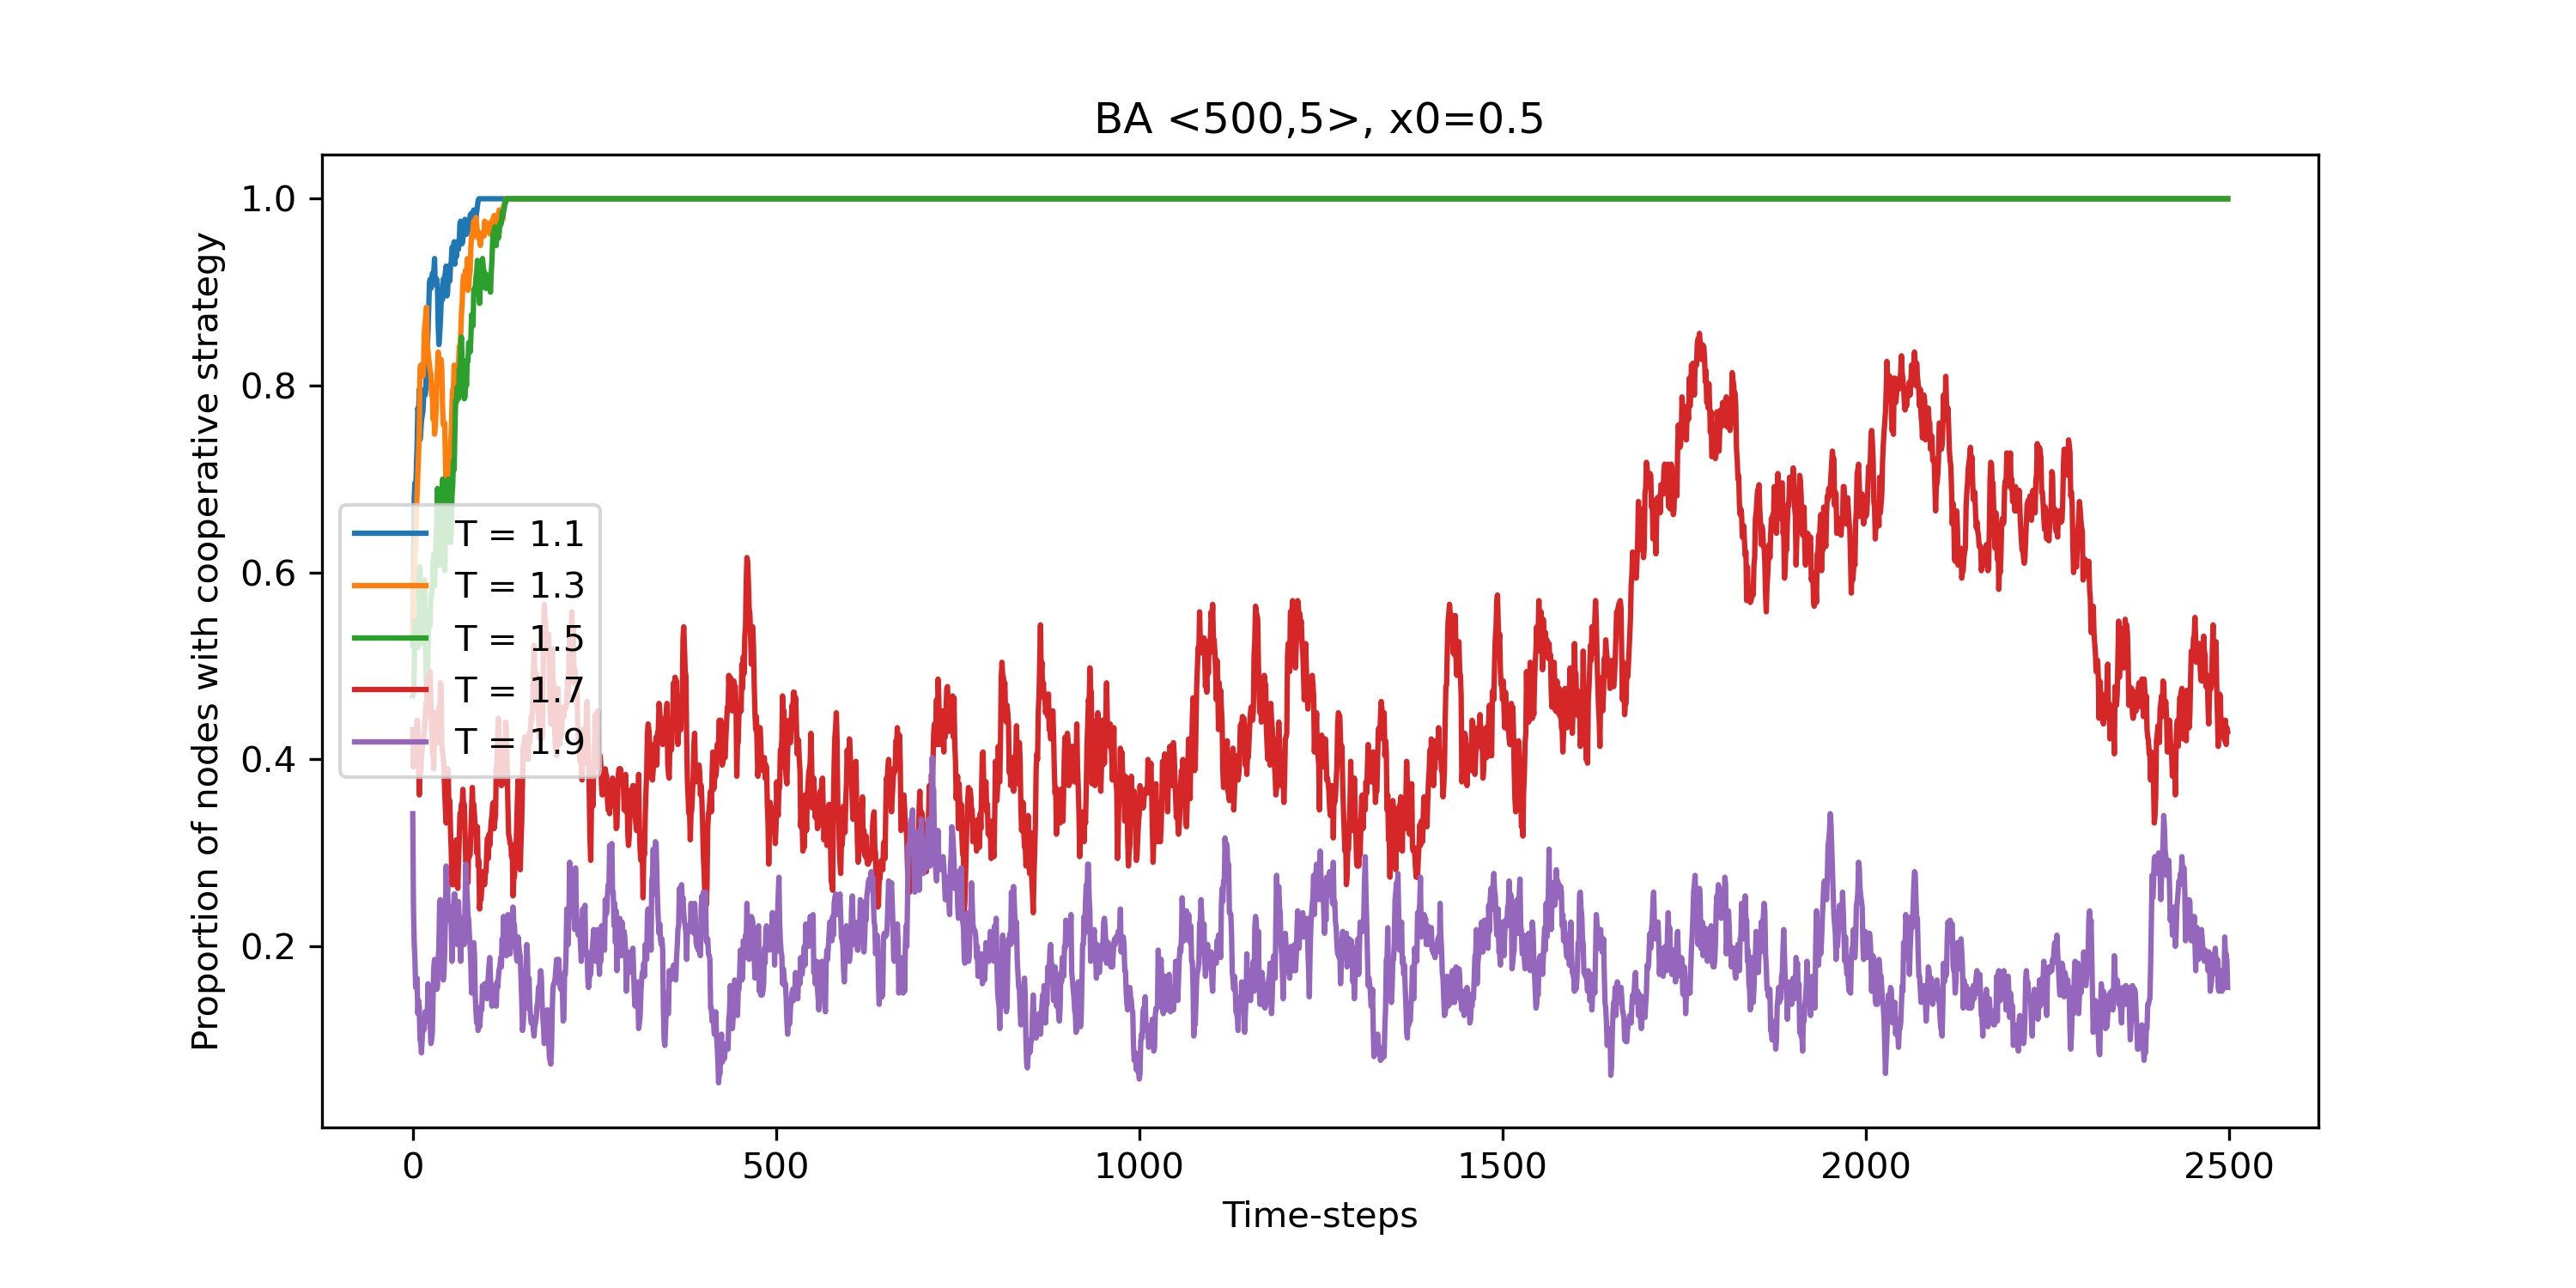 BA <500,5>, x0=0.5
Proportion of nodes with cooperative strategy
1.0
0.8
0.6
0.4
0.2
T = 1.1
T = 1.3
T = 1.5
T = 1.7
T = 1.9
0 500 1000 1500 2000 2500
Time-steps